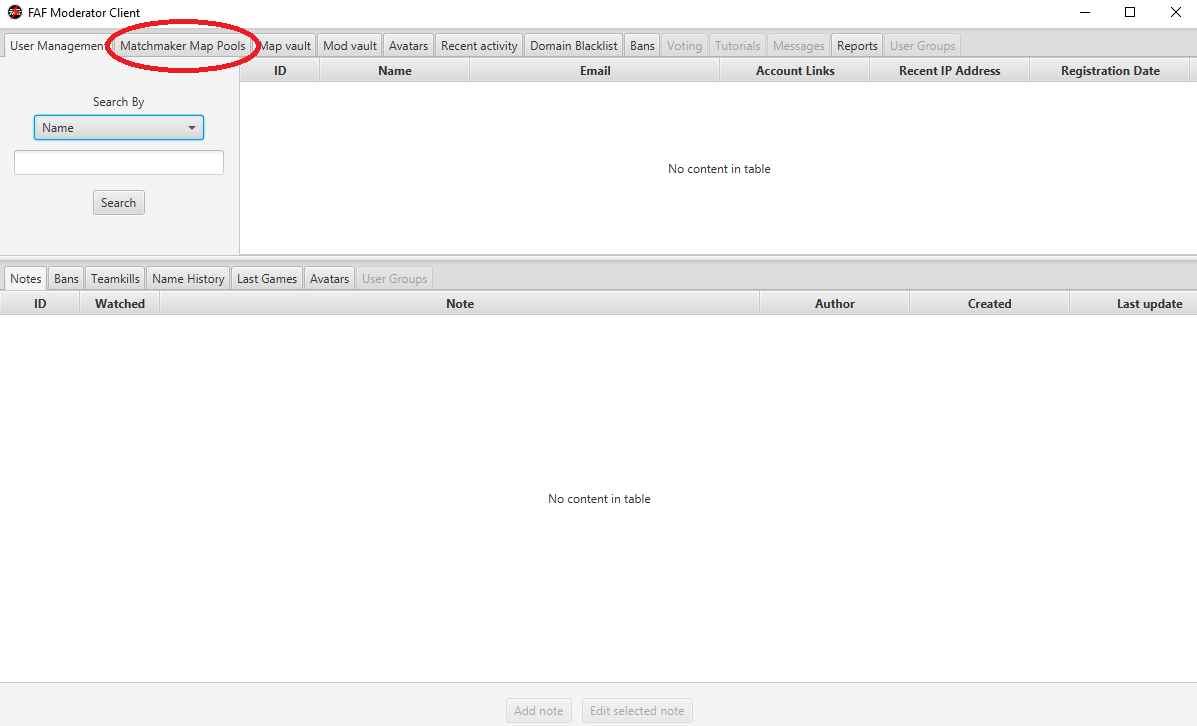 FAF Moderator Client
User Management Matchmaker Map Pools Map vault Mod vault Avatars Recent activity Domain Blacklist Bans Voting Tutorials Messages Reports User Groups
ID Name Email Account Links Recent IP Address Registration Date
Search By
Name
No content in table
Search
Notes Bans Teamkills Name History Last Games Avatars User Groups
ID Watched Note Author Created Last update
No content in table
Add note Edit selected note